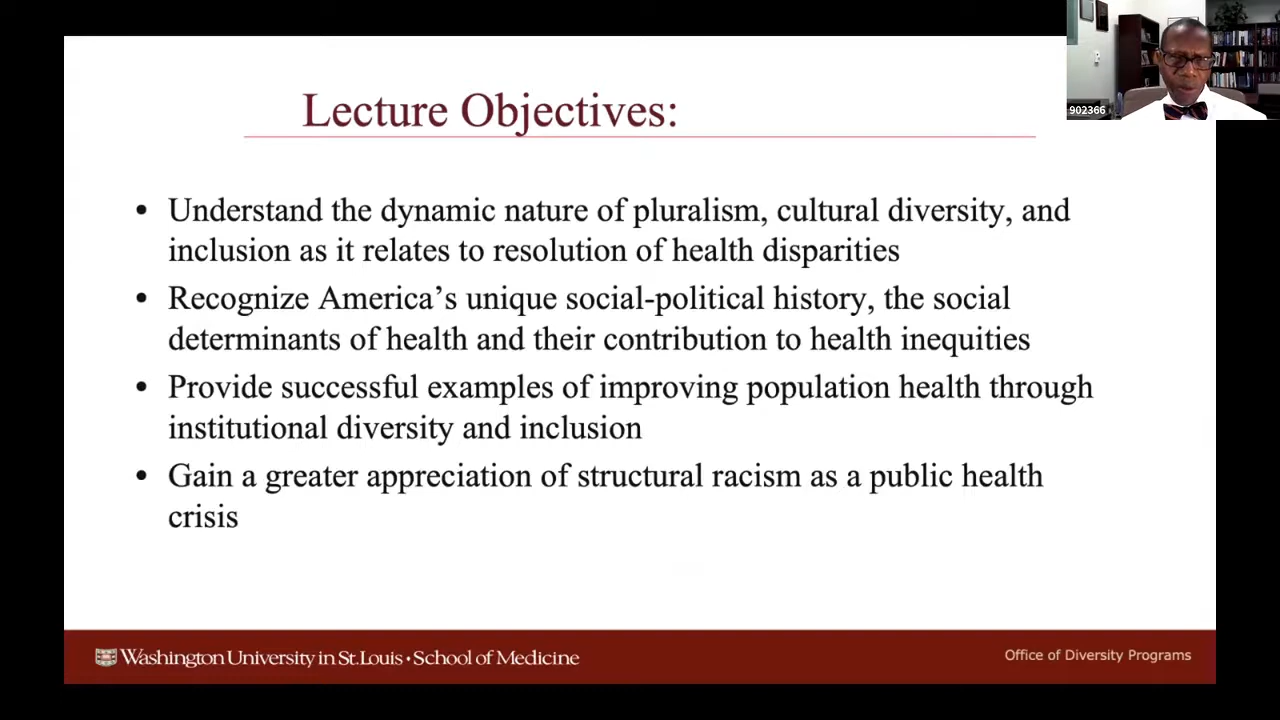 902366
Lecture Objectives:
• Understand the dynamic nature of pluralism, cultural diversity, and
inclusion as it relates to resolution of health disparities
• Recognize America's unique social-political history, the social
determinants of health and their contribution to health inequities
• Provide successful examples of improving population health through
institutional diversity and inclusion
• Gain a greater appreciation of structural racism as a public health
crisis
Washington University in St. Louis • School of Medicine
Office of Diversity Programs